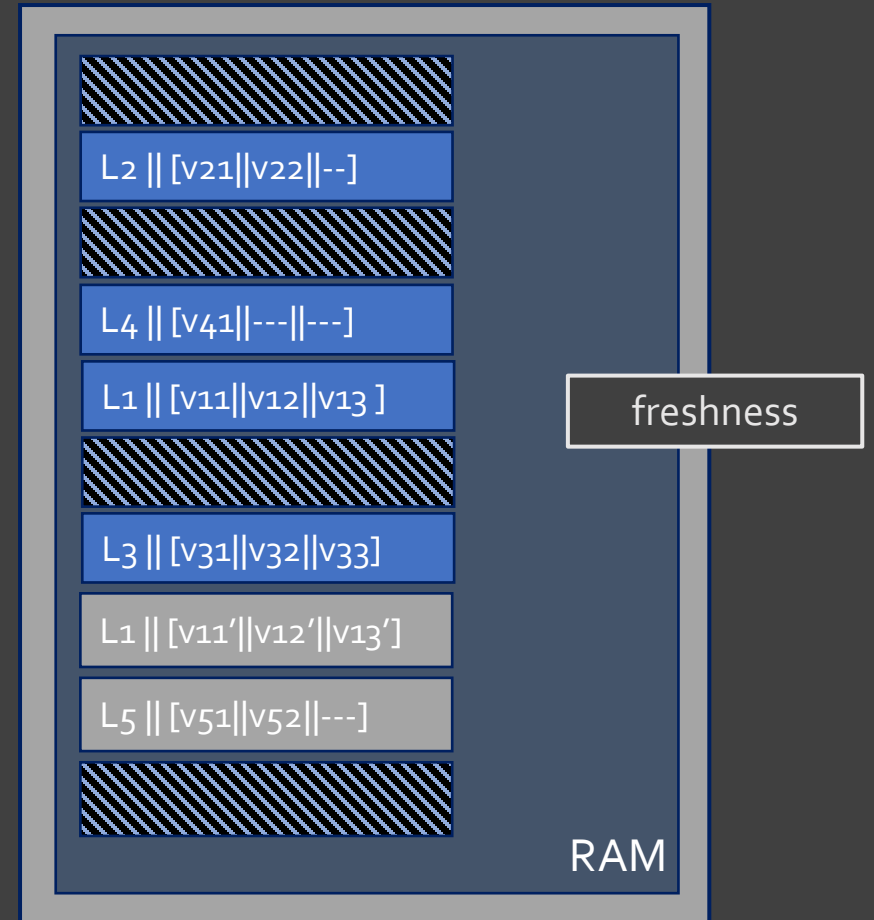 L2 || [v21||v22||--]
L4 || [v41||---||---]
L1 || [v11||v12||v13 ]
freshness
L3 || [v31||v32||v33]
L1 || [v11’||v12’||v13’]
L5 || [v51||v52||---]
RAM